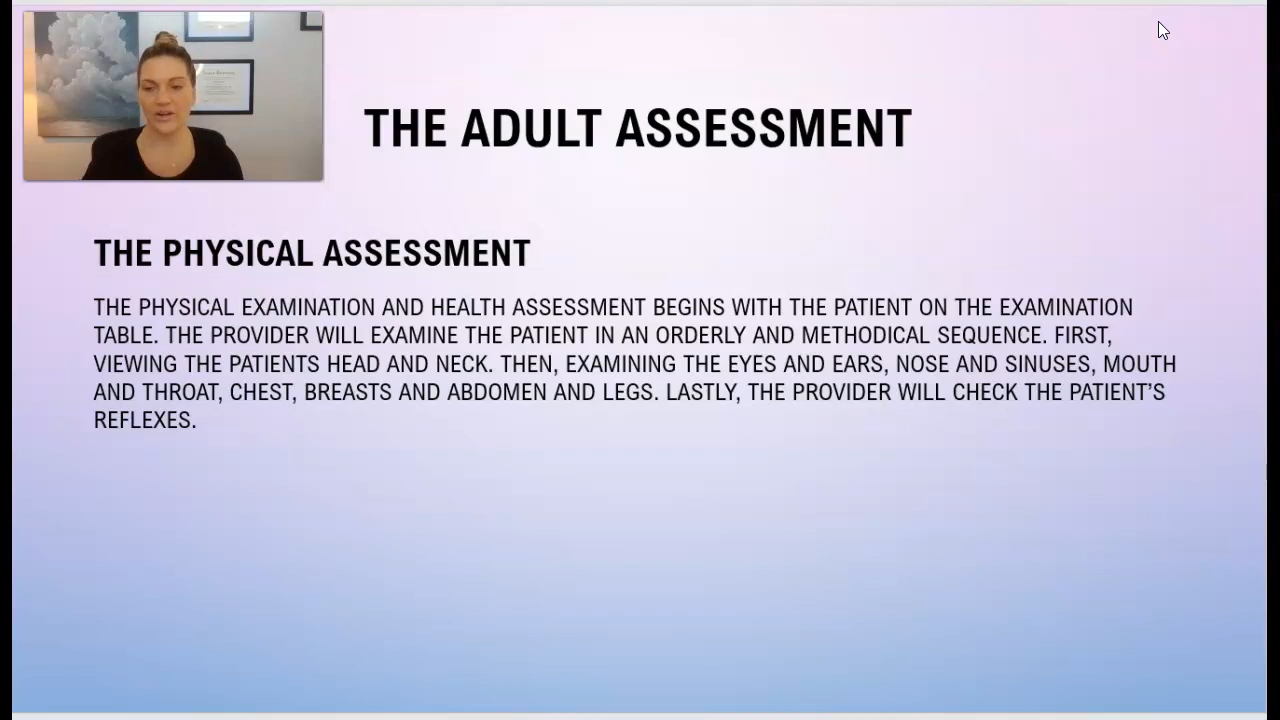 THE ADULT ASSESSMENT
THE PHYSICAL ASSESSMENT
THE PHYSICAL EXAMINATION AND HEALTH ASSESSMENT BEGINS WITH THE PATIENT ON THE EXAMINATION
TABLE. THE PROVIDER WILL EXAMINE THE PATIENT IN AN ORDERLY AND METHODICAL SEQUENCE. FIRST,
VIEWING THE PATIENTS HEAD AND NECK. THEN, EXAMINING THE EYES AND EARS, NOSE AND SINUSES, MOUTH
AND THROAT, CHEST, BREASTS AND ABDOMEN AND LEGS. LASTLY, THE PROVIDER WILL CHECK THE PATIENT’S
REFLEXES.